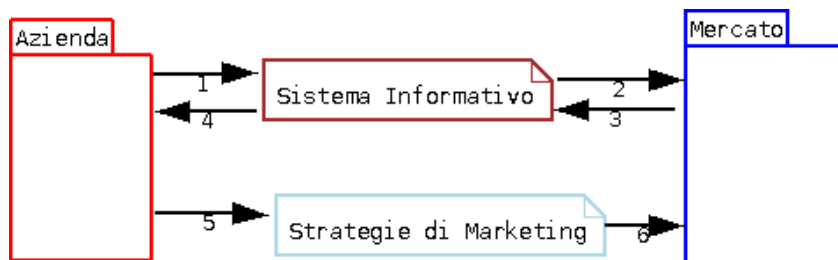 Azienda
Mercato
1
2
Sistema Informativo
4
3
5
Strategie di Marketing
6